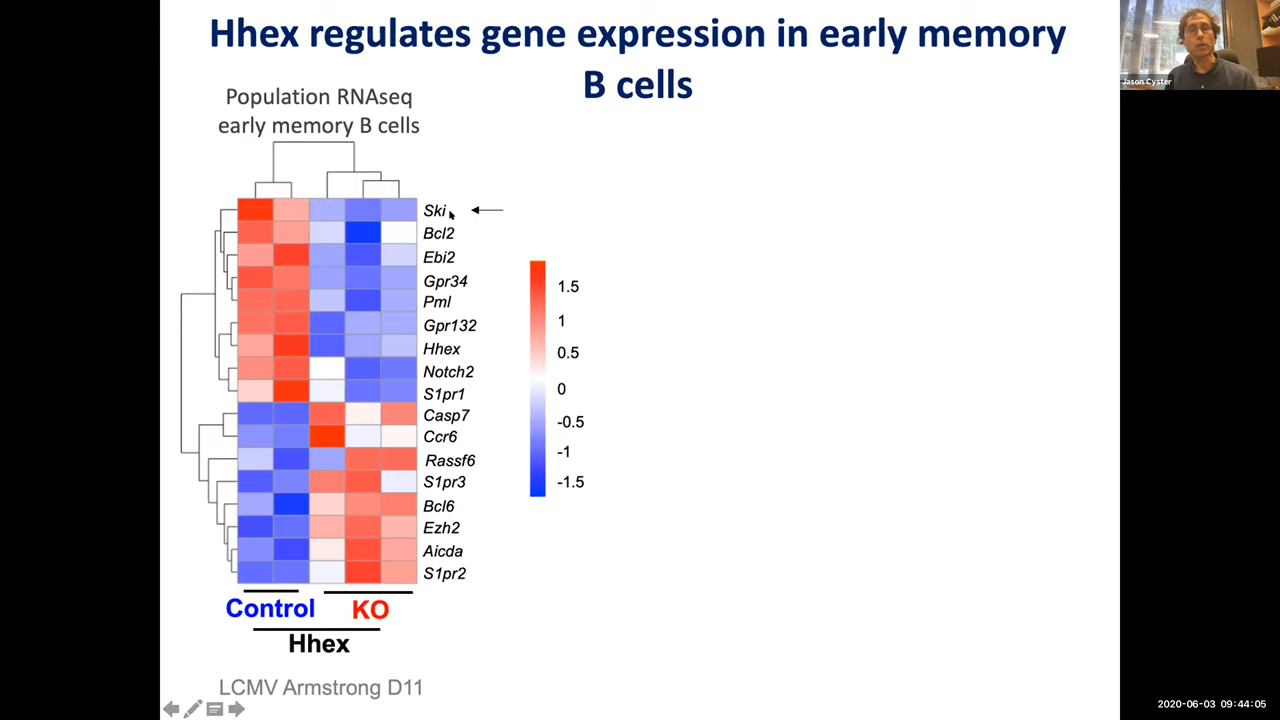 Hhex regulates gene expression in early memory
B cells
Jason Cyster
Population RNAseq
early memory B cells
Ski
Bcl2
Ebi2
Gpr34
Pml
Gpr132
Hhex
Notch2
S1pr1
Casp7
Ccr6
Rassf6
S1pr3
Bcl6
Ezh2
Aicda
S1pr2
1.5
1
0.5
0
-0.5
-1
-1.5
Control KO
Hhex
LCMV Armstrong D11
2020-06-03 09:44:05